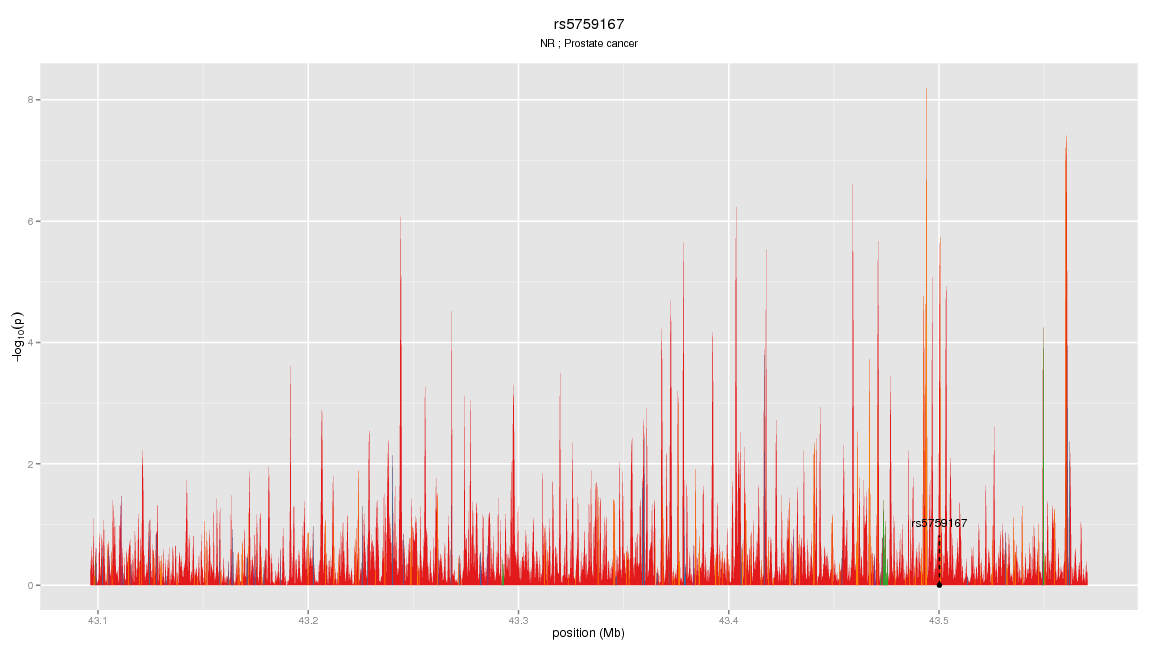 rs5759167
NR ; Prostate cancer
8
6
4
2
0
−log10(p)
rs5759167
43.1 43.2 43.3 43.4 43.5
position (Mb)